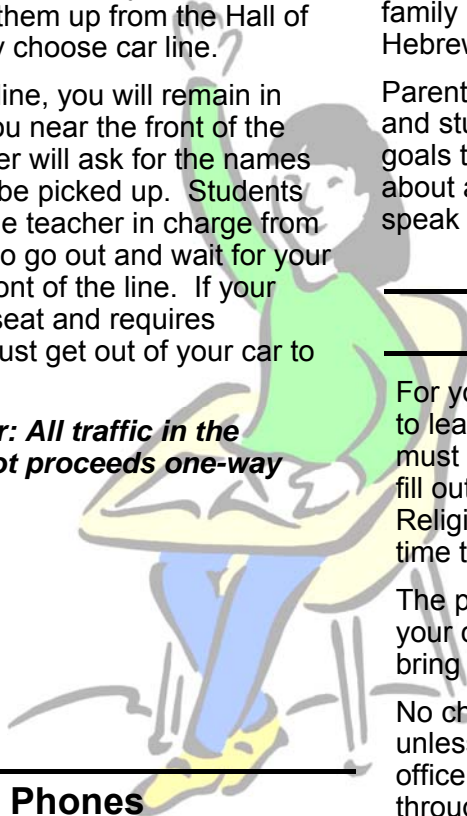 them up from the Hall of
y choose car line.
line, you will remain in
ou near the front of the
er will ask for the names
be picked up.  Students
e teacher in charge from
o go out and wait for your
ont of the line.  If your
seat and requires
ust get out of your car to
r: All traffic in the
ot proceeds one-way
Phones
family
Hebrew
Parent
and stu
goals t
about a
speak
For yo
to lea
must
fill out
Religi
time t
The p
your c
bring
No ch
unless
office
throug